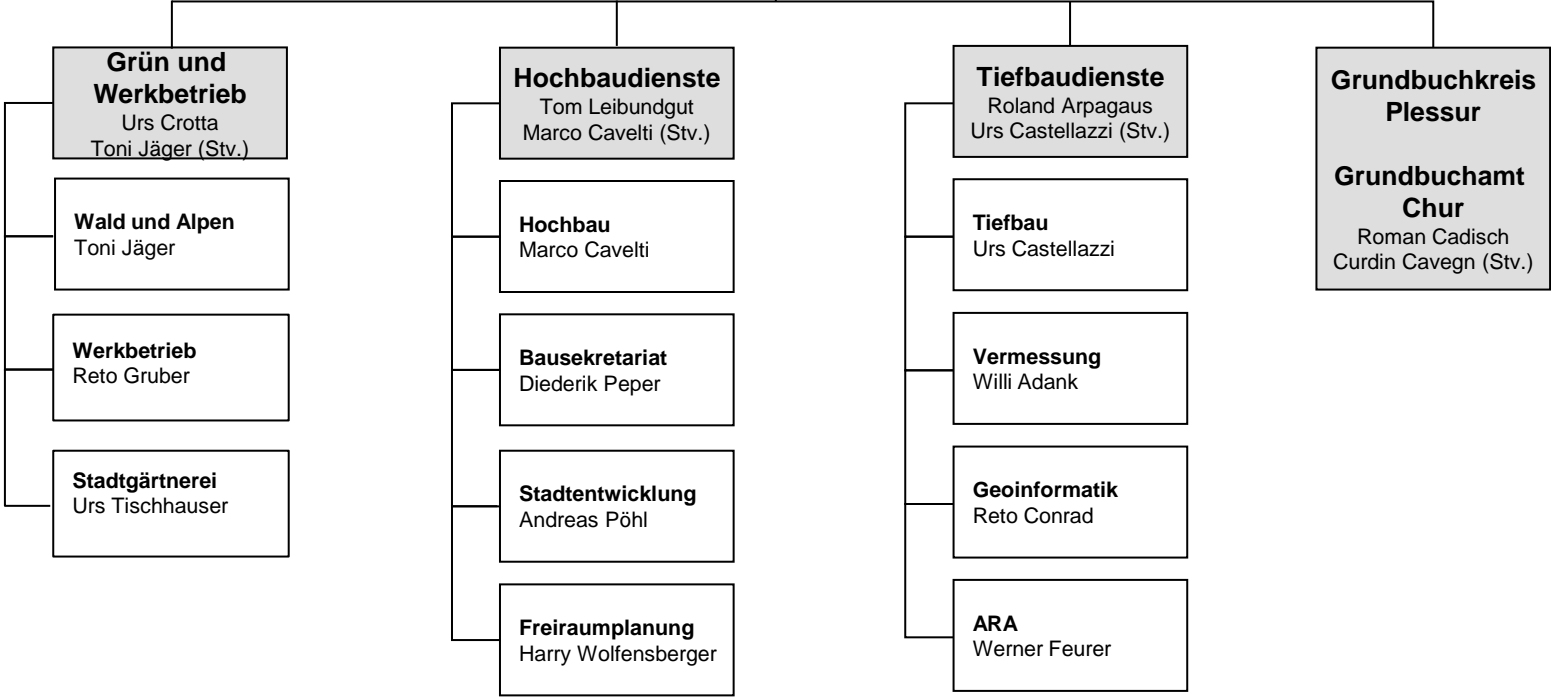 Grün und
Werkbetrieb
Urs Crotta
Toni Jäger (Stv.)
Wald und Alpen
Toni Jäger
Werkbetrieb
Reto Gruber
Stadtgärtnerei
Urs Tischhauser
Hochbaudienste
Tom Leibundgut
Marco Cavelti (Stv.)
Hochbau
Marco Cavelti
Bausekretariat
Diederik Peper
Stadtentwicklung
Andreas Pöhl
Freiraumplanung
Harry Wolfensberger
Tiefbaudienste
Roland Arpagaus
Urs Castellazzi (Stv.)
Tiefbau
Urs Castellazzi
Vermessung
Willi Adank
Geoinformatik
Reto Conrad
ARA
Werner Feurer
Grundbuchkreis
Plessur
Grundbuchamt
Chur
Roman Cadisch
Curdin Cavegn (Stv.)